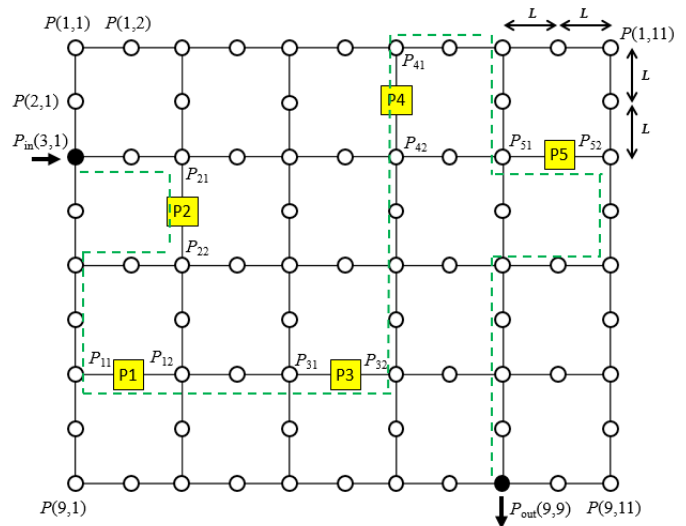 P(1,1) P(1,2) L L P(1,11)
P41
P(2,1) P4 L
Pin(3,1) P42 P51 P5 P52 L
P21
P2
P22
P11 P12 P31 P32
P1 P3
P(9,1) Pout(9,9) P(9,11)